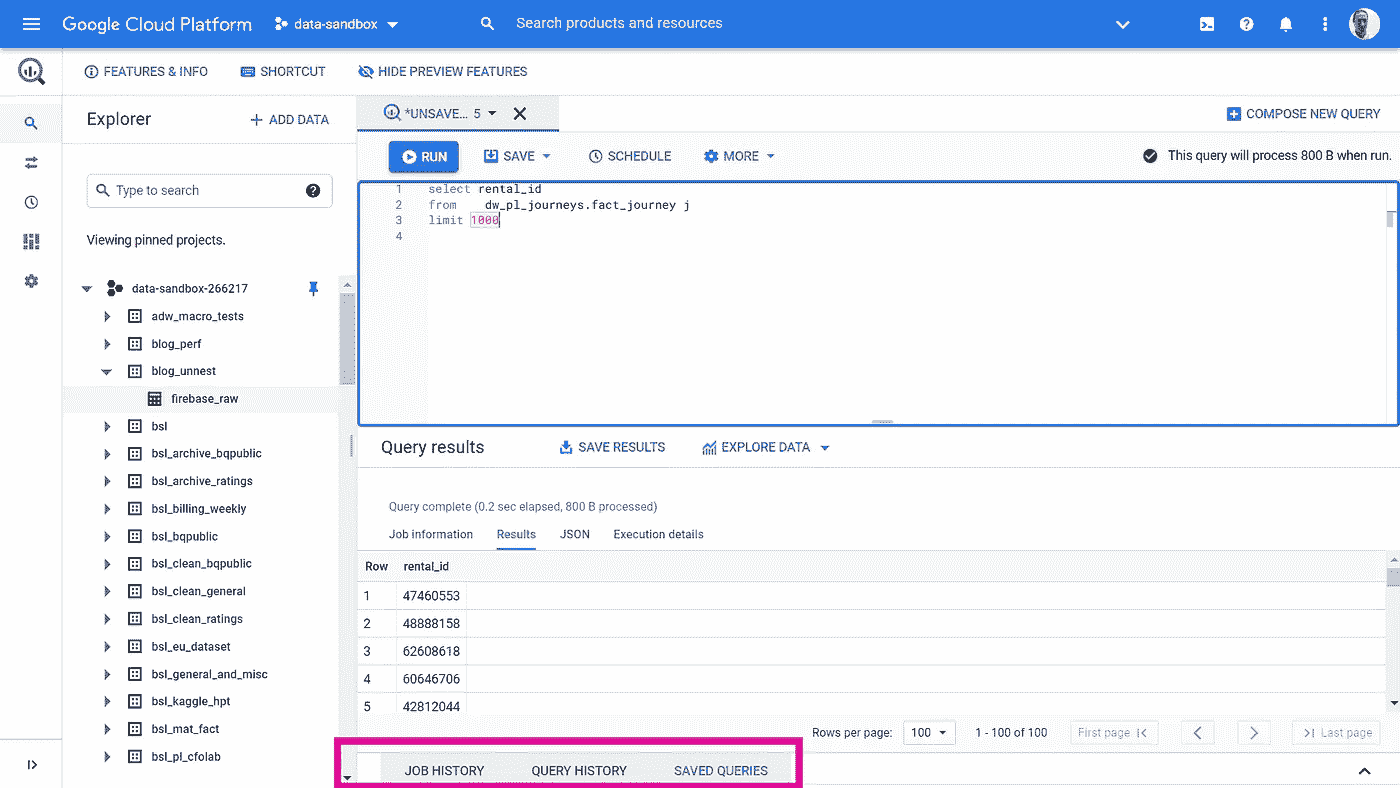 Google Cloud Platform data-sandbox Search products and resources
FEATURES & INFO SHORTCUT HIDE PREVIEW FEATURES
Explorer + ADD DATA
Type to search
Viewing pinned projects.
data-sandbox-266217
adw_macro_tests
blog_perf
blog_unnest
firebase_raw
bsl
bsl_archive_bqpublic
bsl_archive_ratings
bsl_billing_weekly
bsl_bqpublic
bsl_clean_bqpublic
bsl_clean_general
bsl_clean_ratings
bsl_eu_dataset
bsl_general_and_misc
bsl_kaggle_hpt
bsl_mat_fact
bsl_pl_cfolab
*UNSAVE... 5 COMPOSE NEW QUERY
RUN SAVE SCHEDULE MORE This query will process 800 B when run.
1 select rental_id
2 from dw_pl_journeys.fact_journey j
3 limit 1000
4
Query results SAVE RESULTS EXPLORE DATA
Query complete (0.2 sec elapsed, 800 B processed)
Job information Results JSON Execution details
Row rental_id
1 47460553
2 48888158
3 62608618
4 60646706
5 42812044
Rows per page: 100 1 - 100 of 100 First page Last page
JOB HISTORY QUERY HISTORY SAVED QUERIES